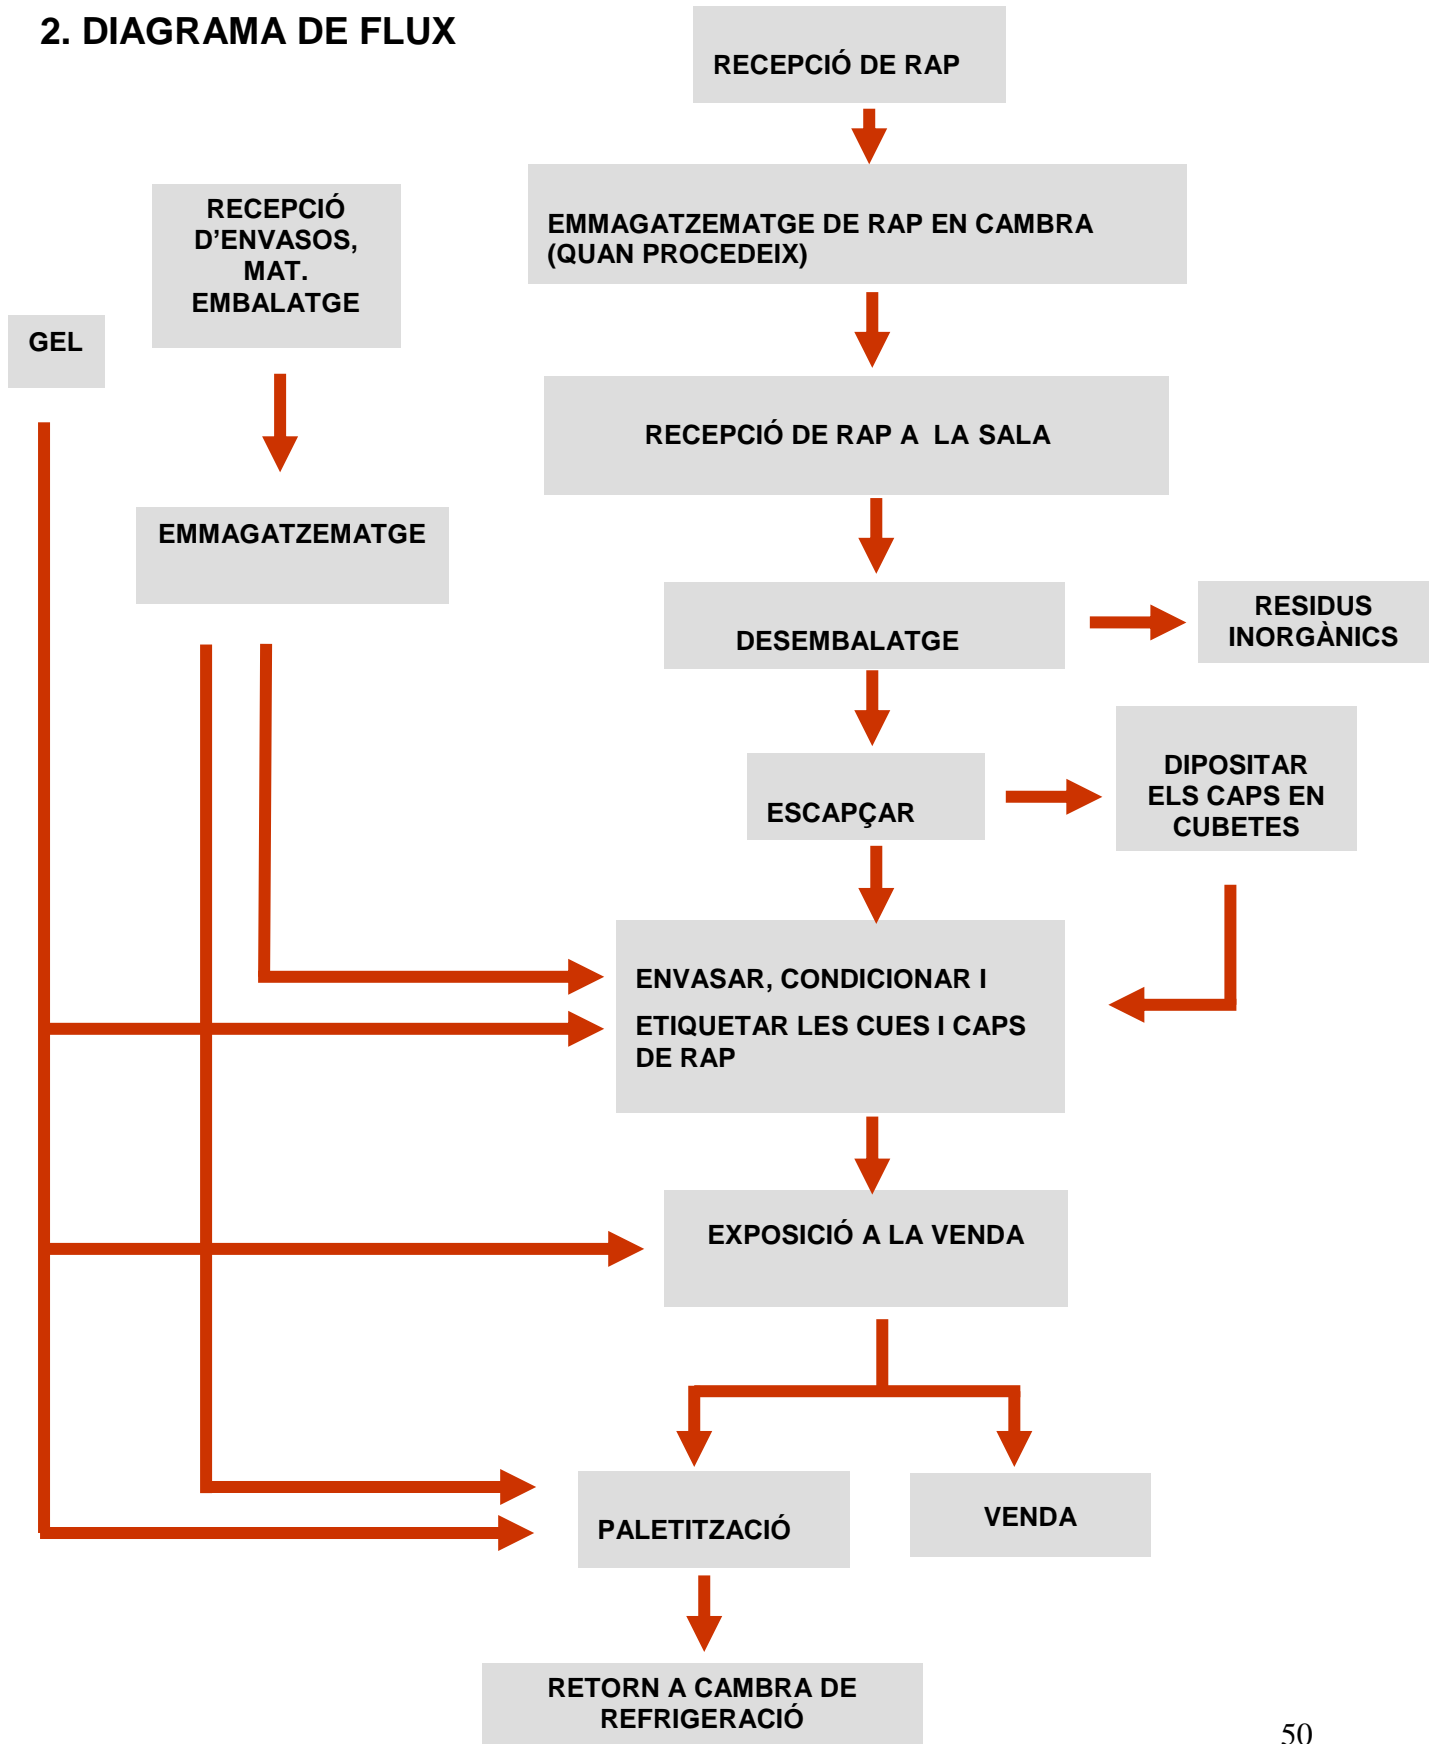 2. DIAGRAMA DE FLUX
RECEPCIÓ DE RAP
EMMAGATZEMATGE DE RAP EN CAMBRA
(QUAN PROCEDEIX)
RECEPCIÓ
D'ENVASOS,
MAT.
EMBALATGE
GEL
RECEPCIÓ DE RAP A LA SALA
EMMAGATZEMATGE
DESEMBALATGE
RESIDUS
INORGÀNICS
ESCAPÇAR
DIPOSITAR
ELS CAPS EN
CUBETES
ENVASAR, CONDICIONAR I
ETIQUETAR LES CUES I CAPS
DE RAP
EXPOSICIÓ A LA VENDA
PALETITZACIÓ
VENDA
RETORN A CAMBRA DE
REFRIGERACIÓ
50